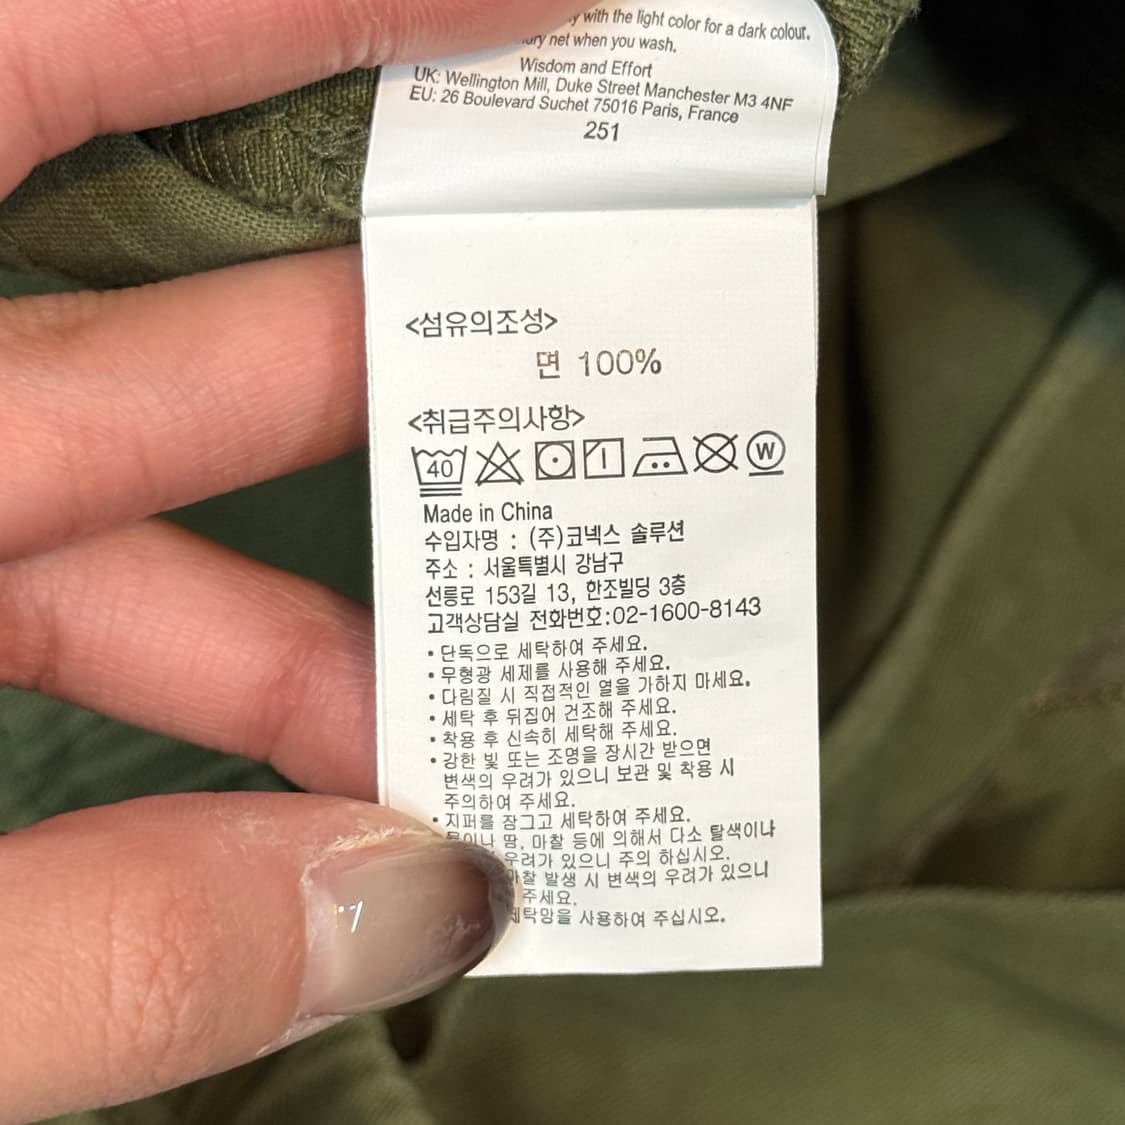 with the light color for a dark colour.
net when you wash.
Wisdom and Effort
UK: Wellington Mill, Duke Street Manchester M3 4NF
EU: 26 Boulevard Suchet 75016 Paris, France
251
<섬유의조성>
면 100%
<취급주의사항>
40 W
Made in China
수입자명 : (주)코넥스 솔루션
주소 : 서울특별시 강남구
선릉로 153길 13, 한조빌딩 3층
고객상담실 전화번호:02-1600-8143
• 단독으로 세탁하여 주세요.
• 무형광 세제를 사용해 주세요.
• 다림질 시 직접적인 열을 가하지 마세요.
• 세탁 후 뒤집어 건조해 주세요.
• 착용 후 신속히 세탁해 주세요.
• 강한 빛 또는 조명을 장시간 받으면
변색의 우려가 있으니 보관 및 착용 시
주의하여 주세요.
• 지퍼를 잠그고 세탁하여 주세요.
땀, 마찰 등에 의해서 다소 탈색이나
우려가 있으니 주의 하십시오.
발생 시 변색의 우려가 있으니
주세요.
사용하여 주십시오.